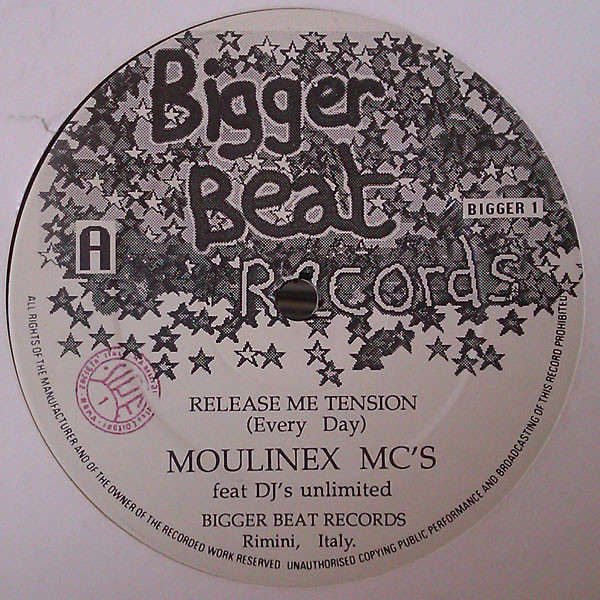 Bigger
Beat
Records
BIGGER 1
A
RELEASE ME TENSION
(Every Day)
MOULINEX MC'S
feat DJ's unlimited
BIGGER BEAT RECORDS
Rimini, Italy.
ALL RIGHTS OF THE MANUFACTURER AND OF THE OWNER OF THE RECORDED WORK RESERVED UNAUTHORISED COPYING PUBLIC PERFORMANCE AND BROADCASTING OF THIS RECORD PROHIBITED